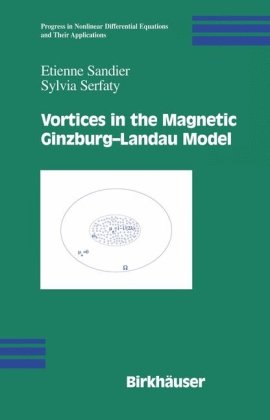 Progress in Nonlinear Differential Equations
and Their Applications
Etienne Sandier
Sylvia Serfaty
Vortices in the Magnetic
Ginzburg–Landau Model
Ω
Birkhäuser